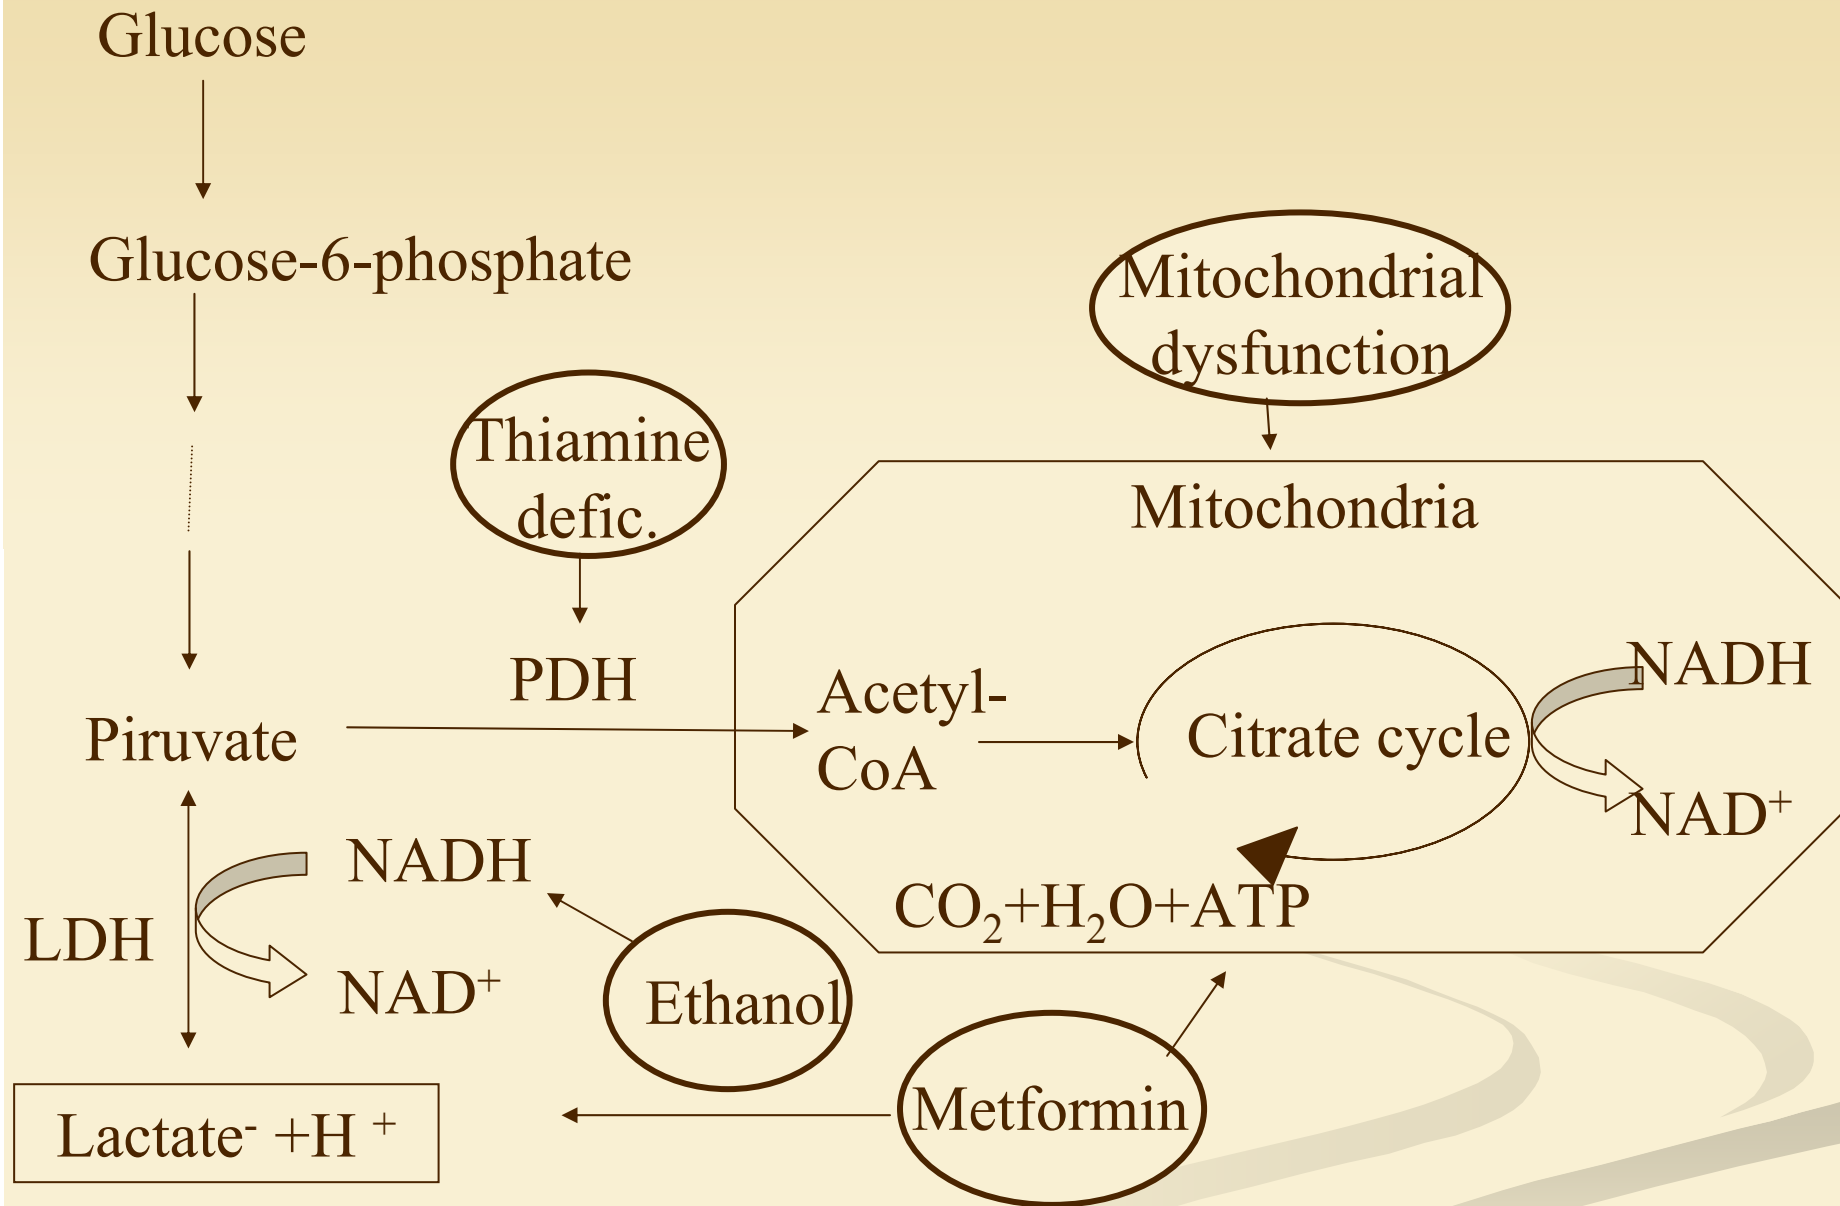 Glucose
Glucose-6-phosphate
Mitochondrial
dysfunction
Thiamine
defic.
Mitochondria
PDH
Piruvate
Acetyl-
CoA
Citrate cycle
NADH
NAD⁺
CO₂+H₂O+ATP
NADH
LDH
NAD⁺
Ethanol
Metformin
Lactate⁻ +H ⁺